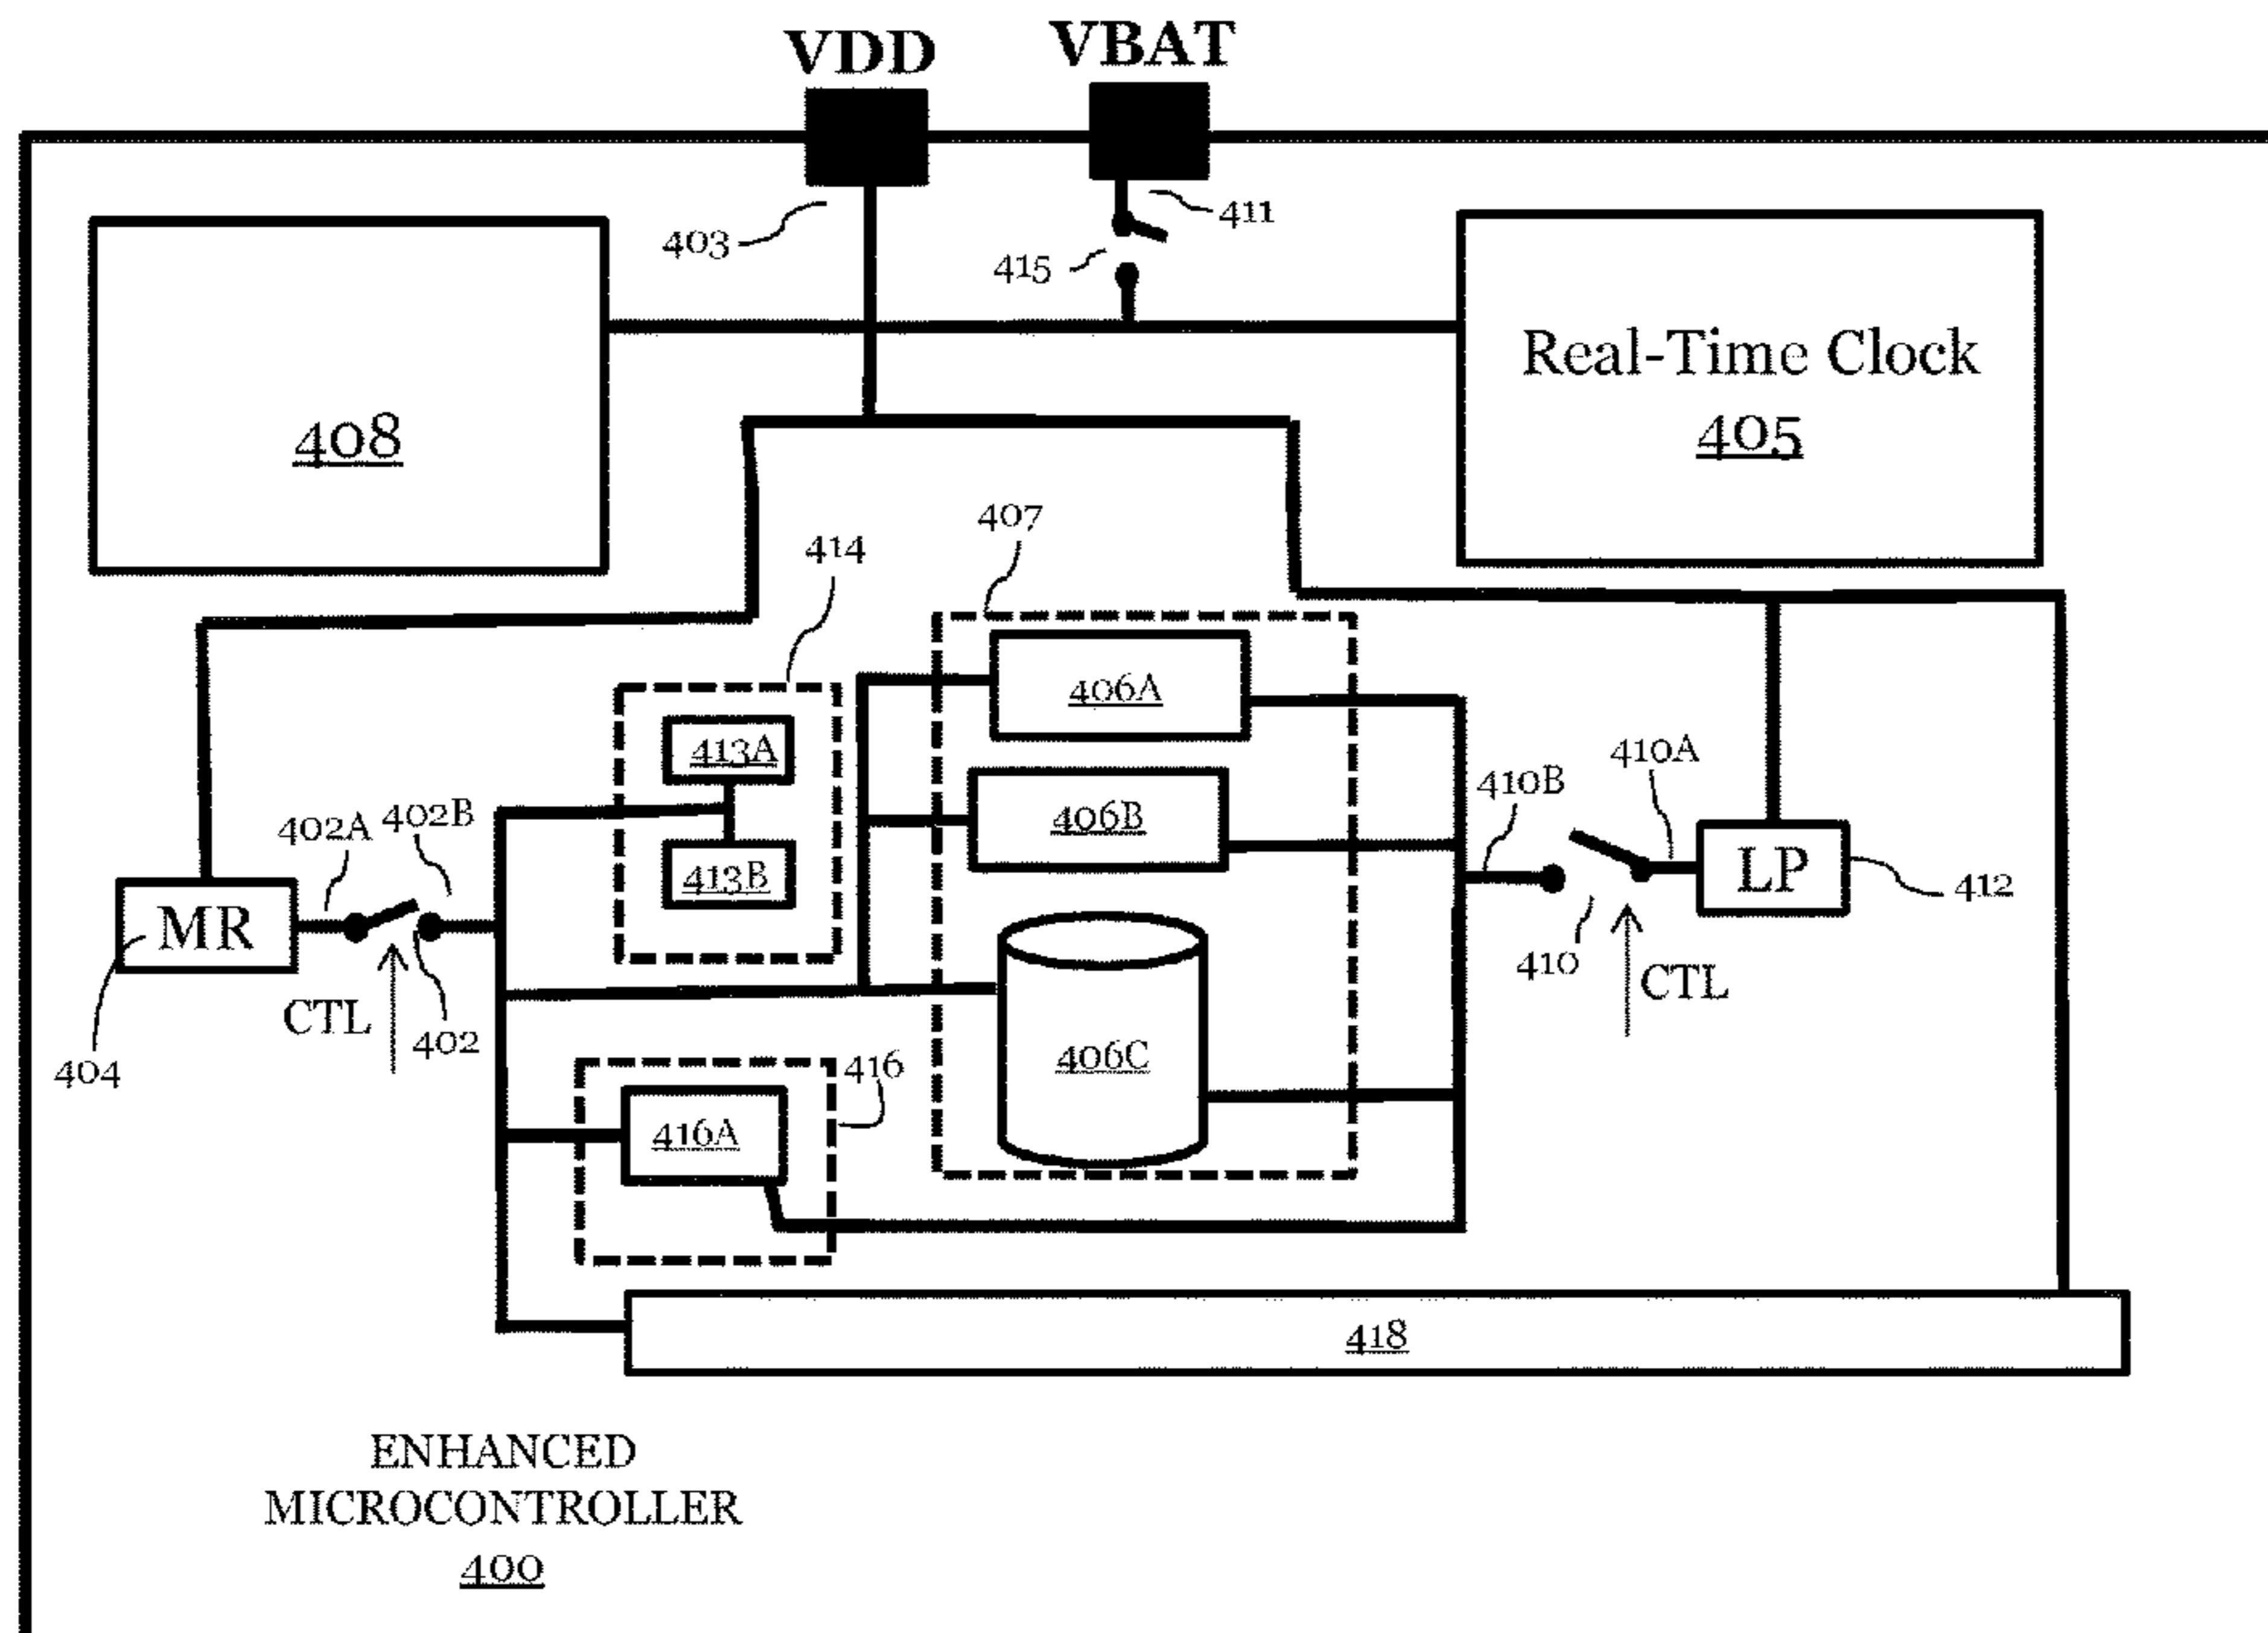 VDD
VBAT
403
411
415
408
Real-Time Clock
405
407
414
406A
413A
406B
413B
402A
402B
410B
410A
MR
LP
412
410
CTL
CTL
402
404
406C
416
416A
418
ENHANCED
MICROCONTROLLER
400